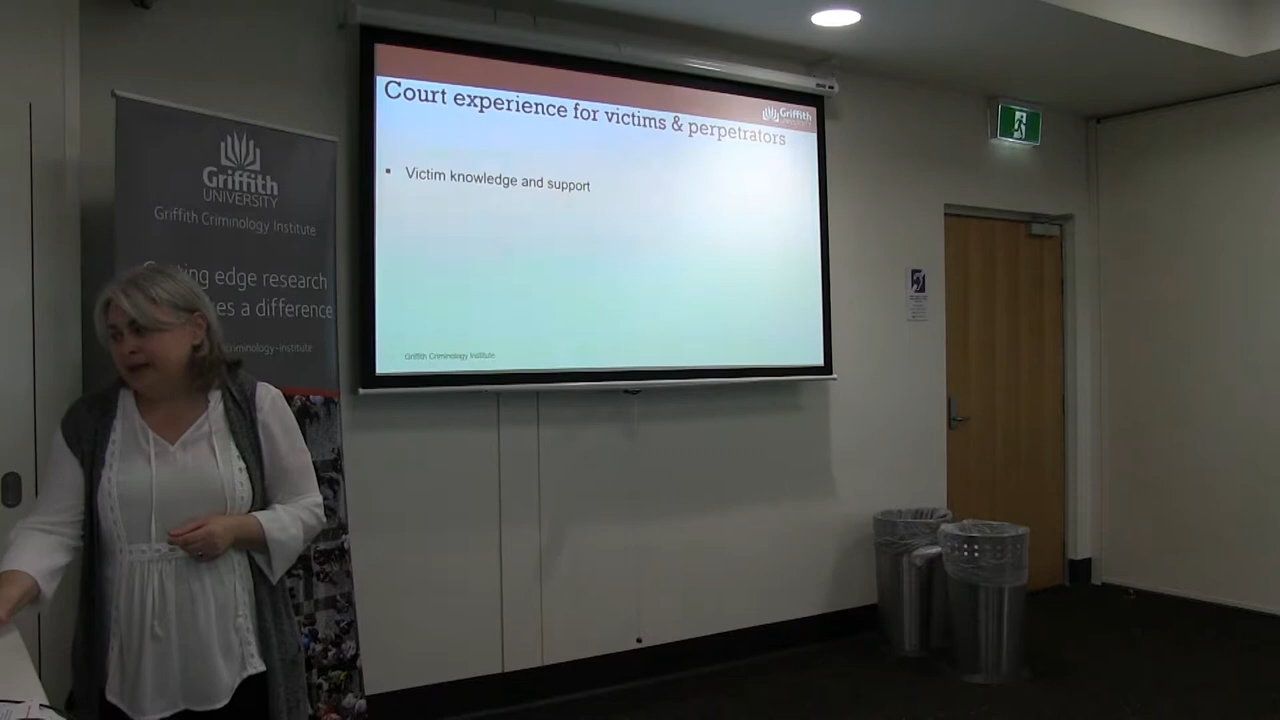 Griffith
UNIVERSITY
Griffith Criminology Institute
ing edge research
es a difference
criminology-institute
Court experience for victims & perpetrators
Griffith
UNIVERSITY
▪ Victim knowledge and support
Griffith Criminology Institute